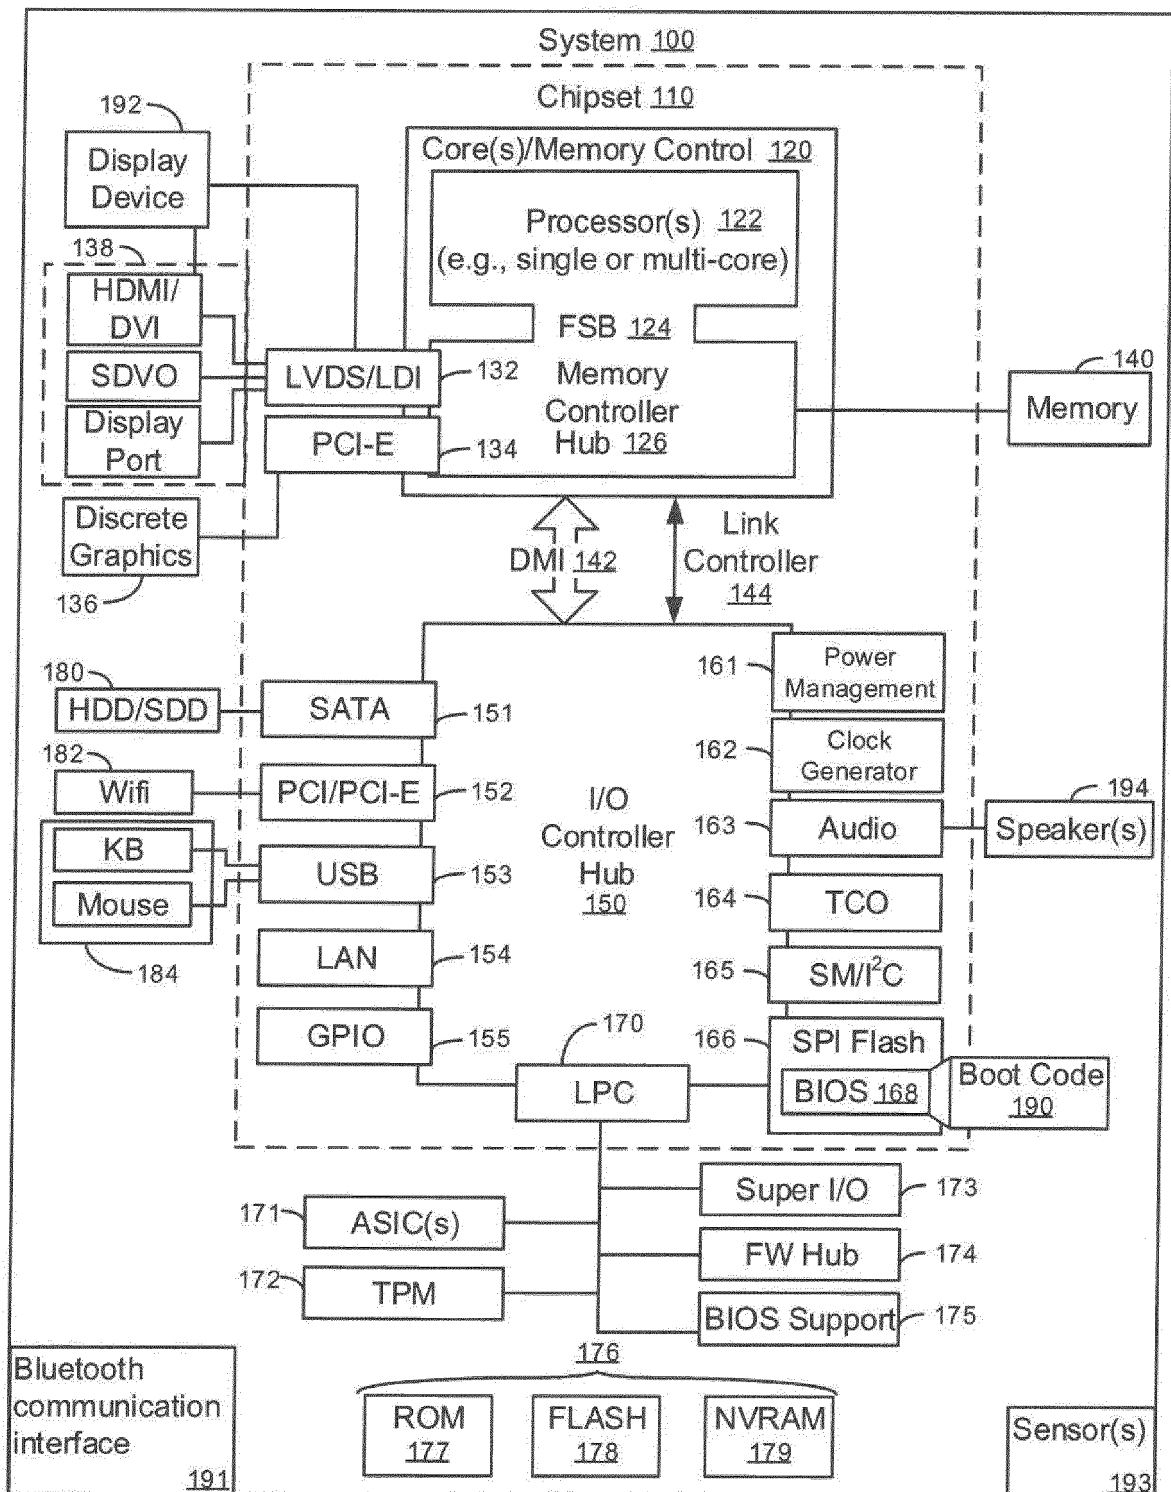 System 100
Chipset 110
192
Display
Device
Core(s)/Memory Control 120
Processor(s) 122
(e.g., single or multi-core)
138
HDMI/
DVI
SDVO
Display
Port
FSB 124
LVDS/LDI 132
PCI-E 134
Memory
Controller
Hub 126
140
Memory
Discrete
Graphics
136
DMI 142
Link
Controller
144
180
HDD/SDD
SATA 151
182
Wifi
PCI/PCI-E 152
KB
Mouse
184
USB 153
LAN 154
GPIO 155
I/O
Controller
Hub
150
161 Power
Management
162 Clock
Generator
163 Audio
194
Speaker(s)
164 TCO
165 SM/I²C
166 SPI Flash
BIOS 168
Boot Code
190
170
LPC
171 ASIC(s)
172 TPM
Super I/O 173
FW Hub 174
BIOS Support 175
176
ROM
177
FLASH
178
NVRAM
179
Bluetooth
communication
interface
191
Sensor(s)
193